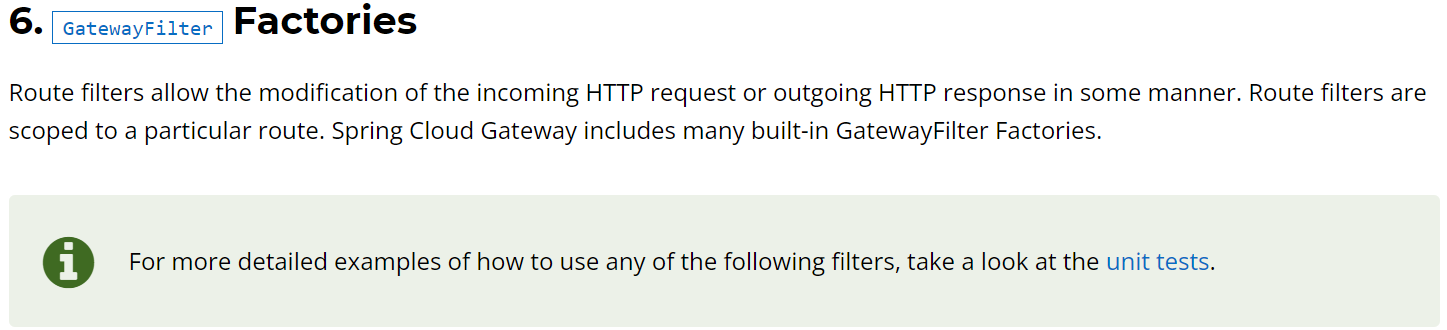 6. GatewayFilter Factories
Route filters allow the modification of the incoming HTTP request or outgoing HTTP response in some manner. Route filters are
scoped to a particular route. Spring Cloud Gateway includes many built-in GatewayFilter Factories.
For more detailed examples of how to use any of the following filters, take a look at the unit tests.